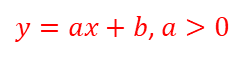 y = ax + b, a > 0